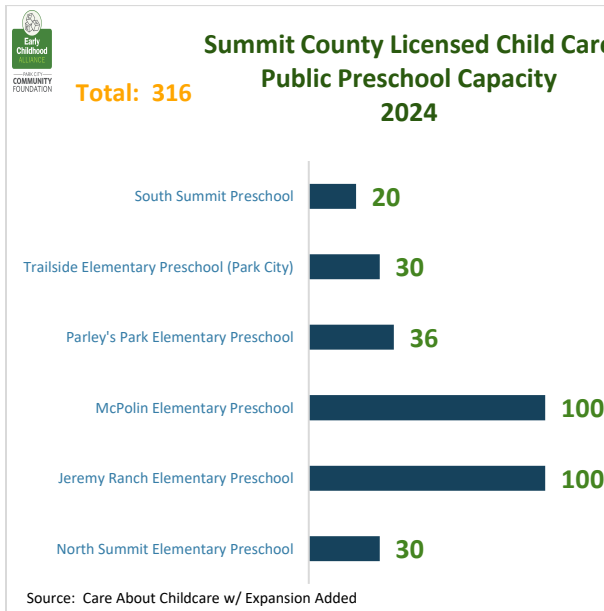 Early
Childhood
ALLIANCE
PARK CITY
COMMUNITY
FOUNDATION
Total: 316
Summit County Licensed Child Care
Public Preschool Capacity
2024
South Summit Preschool
20
Trailside Elementary Preschool (Park City)
30
Parley's Park Elementary Preschool
36
McPolin Elementary Preschool
100
Jeremy Ranch Elementary Preschool
100
North Summit Elementary Preschool
30
Source: Care About Childcare w/ Expansion Added